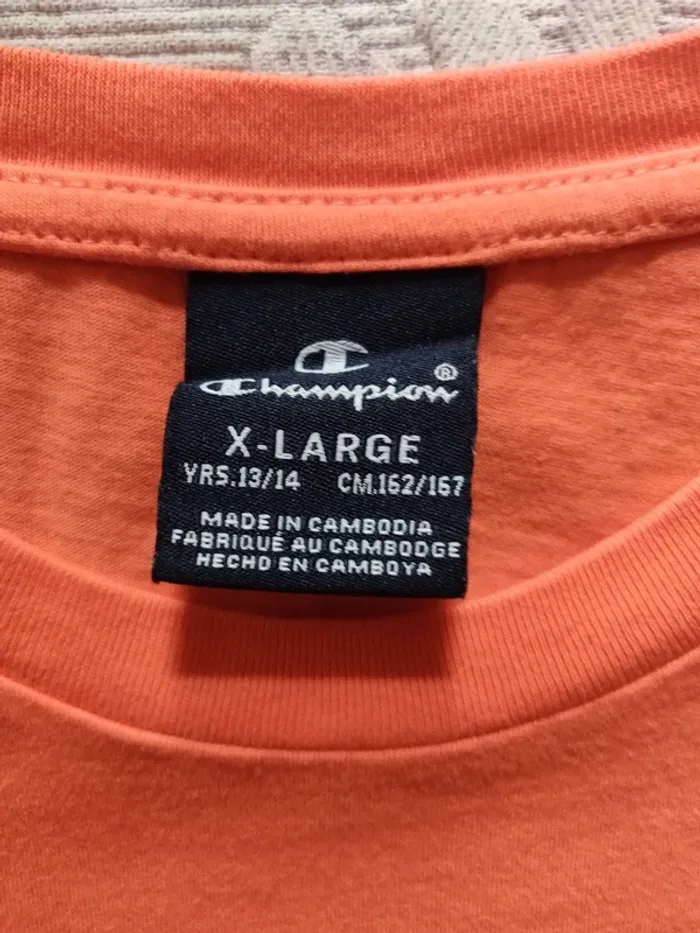 Champion®
X-LARGE
YRS.13/14 CM.162/167
MADE IN CAMBODIA
FABRIQUÉ AU CAMBODGE
HECHO EN CAMBOYA